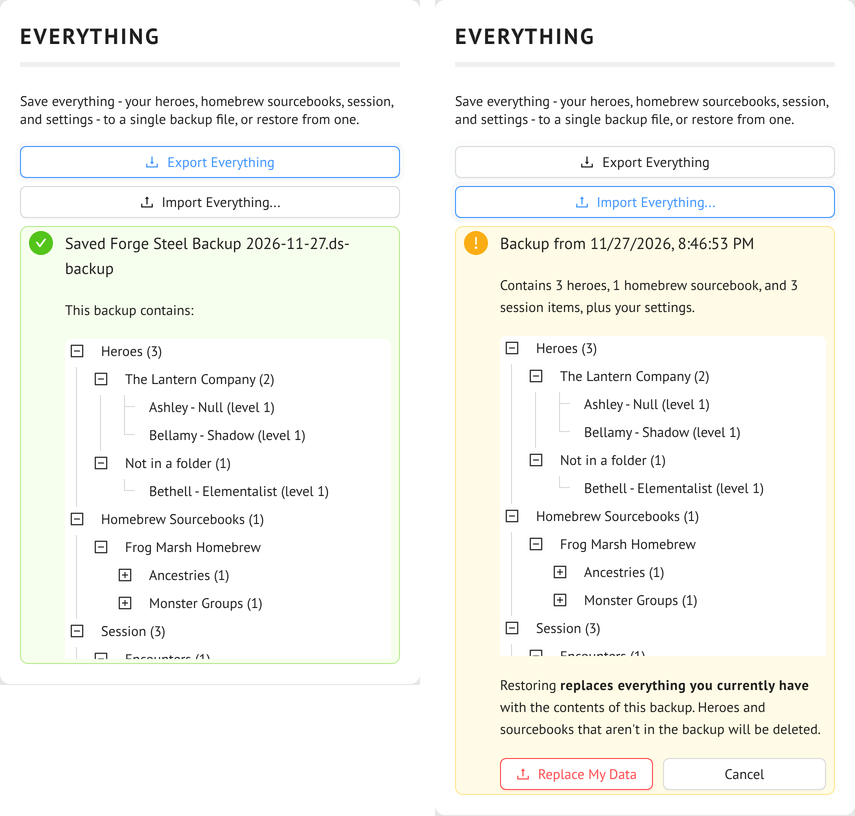 EVERYTHING
Save everything - your heroes, homebrew sourcebooks, session,
and settings - to a single backup file, or restore from one.
Export Everything
Import Everything...
Saved Forge Steel Backup 2026-11-27.ds-
backup
This backup contains:
Heroes (3)
The Lantern Company (2)
Ashley - Null (level 1)
Bellamy - Shadow (level 1)
Not in a folder (1)
Bethell - Elementalist (level 1)
Homebrew Sourcebooks (1)
Frog Marsh Homebrew
Ancestries (1)
Monster Groups (1)
Session (3)
Encounters (1)
EVERYTHING
Save everything - your heroes, homebrew sourcebooks, session,
and settings - to a single backup file, or restore from one.
Export Everything
Import Everything...
Backup from 11/27/2026, 8:46:53 PM
Contains 3 heroes, 1 homebrew sourcebook, and 3
session items, plus your settings.
Heroes (3)
The Lantern Company (2)
Ashley - Null (level 1)
Bellamy - Shadow (level 1)
Not in a folder (1)
Bethell - Elementalist (level 1)
Homebrew Sourcebooks (1)
Frog Marsh Homebrew
Ancestries (1)
Monster Groups (1)
Session (3)
Encounters (1)
Restoring replaces everything you currently have
with the contents of this backup. Heroes and
sourcebooks that aren't in the backup will be deleted.
Replace My Data
Cancel